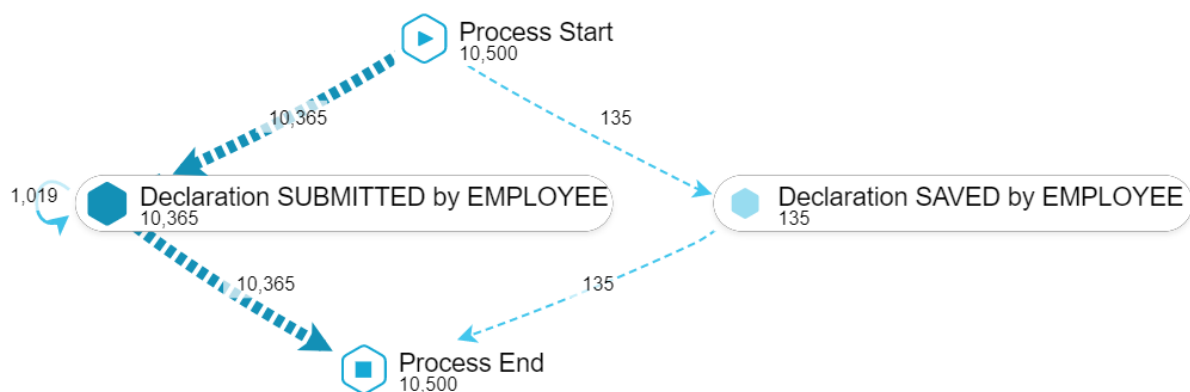 Process Start
10,500
10,365
135
1,019
Declaration SUBMITTED by EMPLOYEE
10,365
Declaration SAVED by EMPLOYEE
135
10,365
135
Process End
10,500